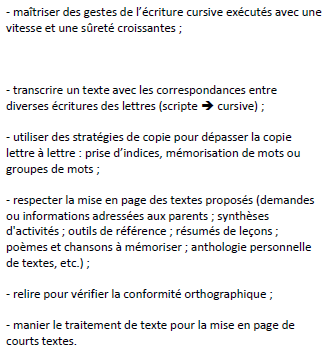 - maîtriser des gestes de l'écriture cursive exécutés avec une
vitesse et une sûreté croissantes ;
- transcrire un texte avec les correspondances entre
diverses écritures des lettres (scripte ➔ cursive) ;
- utiliser des stratégies de copie pour dépasser la copie
lettre à lettre : prise d'indices, mémorisation de mots ou
groupes de mots ;
- respecter la mise en page des textes proposés (demandes
ou informations adressées aux parents ; synthèses
d'activités ; outils de référence ; résumés de leçons ;
poèmes et chansons à mémoriser ; anthologie personnelle
de textes, etc.) ;
- relire pour vérifier la conformité orthographique ;
- manier le traitement de texte pour la mise en page de
courts textes.